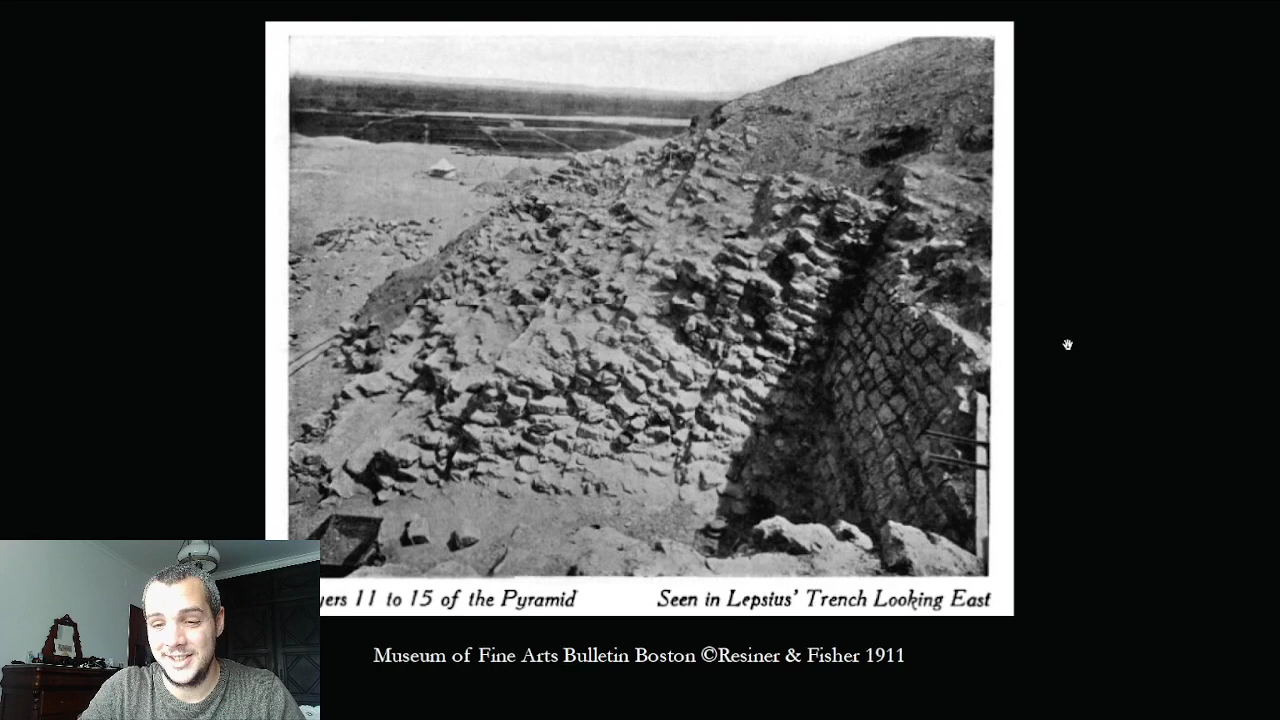 yers 11 to 15 of the Pyramid
Seen in Lepsius' Trench Looking East
Museum of Fine Arts Bulletin Boston ©Resiner & Fisher 1911